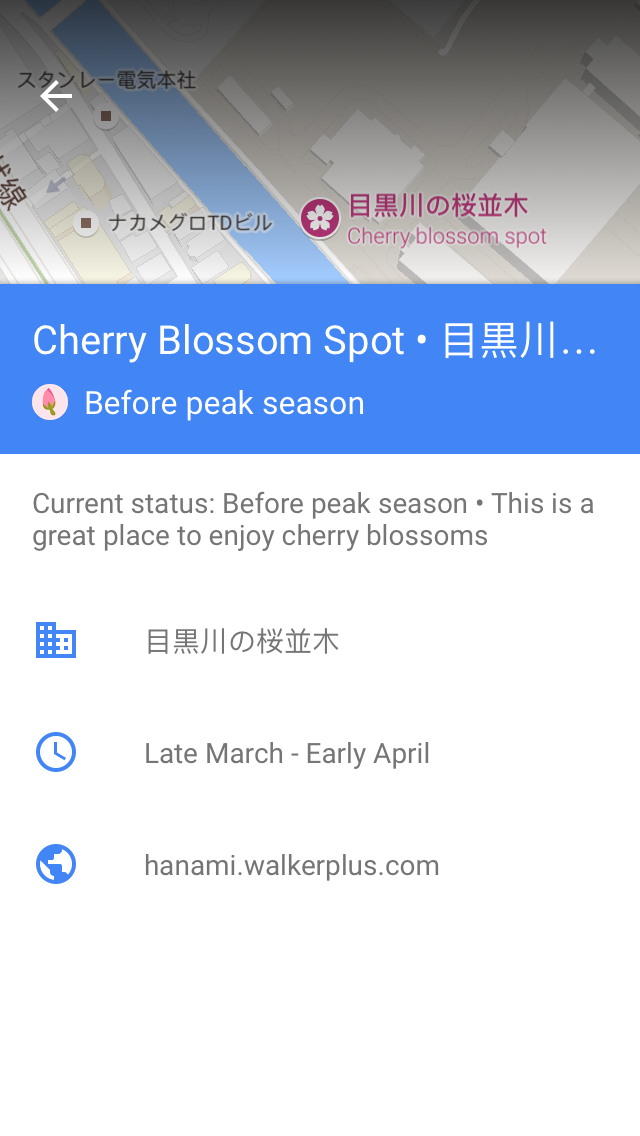 スタンレー電気本社
状線
ナカメグロTDビル
目黒川の桜並木
Cherry blossom spot
Cherry Blossom Spot • 目黒川…
Before peak season
Current status: Before peak season • This is a
great place to enjoy cherry blossoms
目黒川の桜並木
Late March - Early April
hanami.walkerplus.com